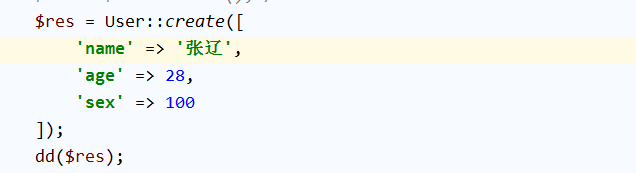 $res = User::create([
'name' => '张辽',
'age' => 28,
'sex' => 100
]);
dd($res);